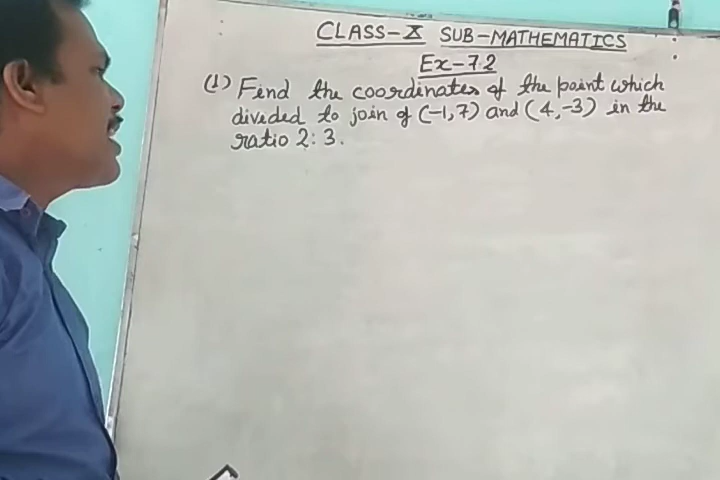 CLASS-X SUB-MATHEMATICS
Ex-7.2
(1) Find the coordinates of the point which
divided to join of (-1,7) and (4,-3) in the
ratio 2:3.